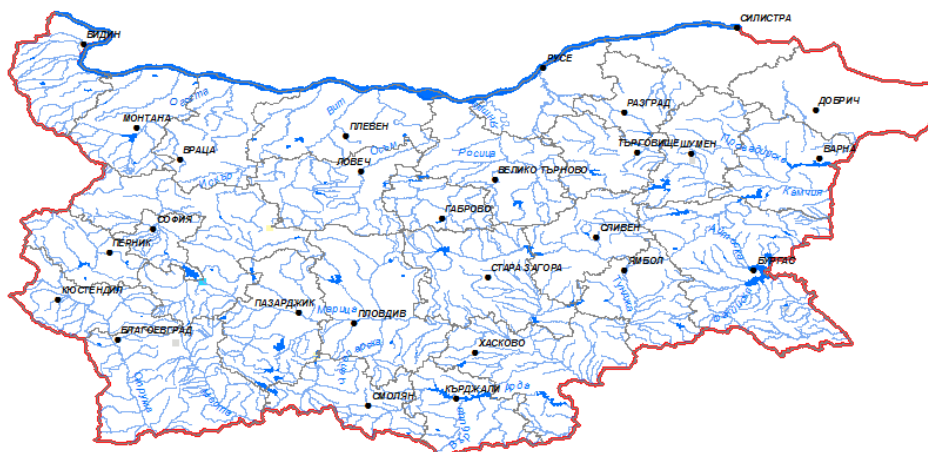 СИЛИСТРА
ВИДИН
РУСЕ
Огоста
Вит
РАЗГРАД
ДОБРИЧ
МОНТАНА
ПЛЕВЕН
ТЪРГОВИЩЕ
ШУМЕН
ВРАЦА
ЛОВЕЧ
Росица
ВАРНА
ВЕЛИКО ТЪРНОВО
Камчия
ГАБРОВО
СОФИЯ
СЛИВЕН
ПЕРНИК
СТАРА ЗАГОРА
ЯМБОЛ
БУРГАС
КЮСТЕНДИЛ
ПАЗАРДЖИК
Марица
ПЛОВДИВ
БЛАГОЕВГРАД
ХАСКОВО
КЪРДЖАЛИ
СМОЛЯН